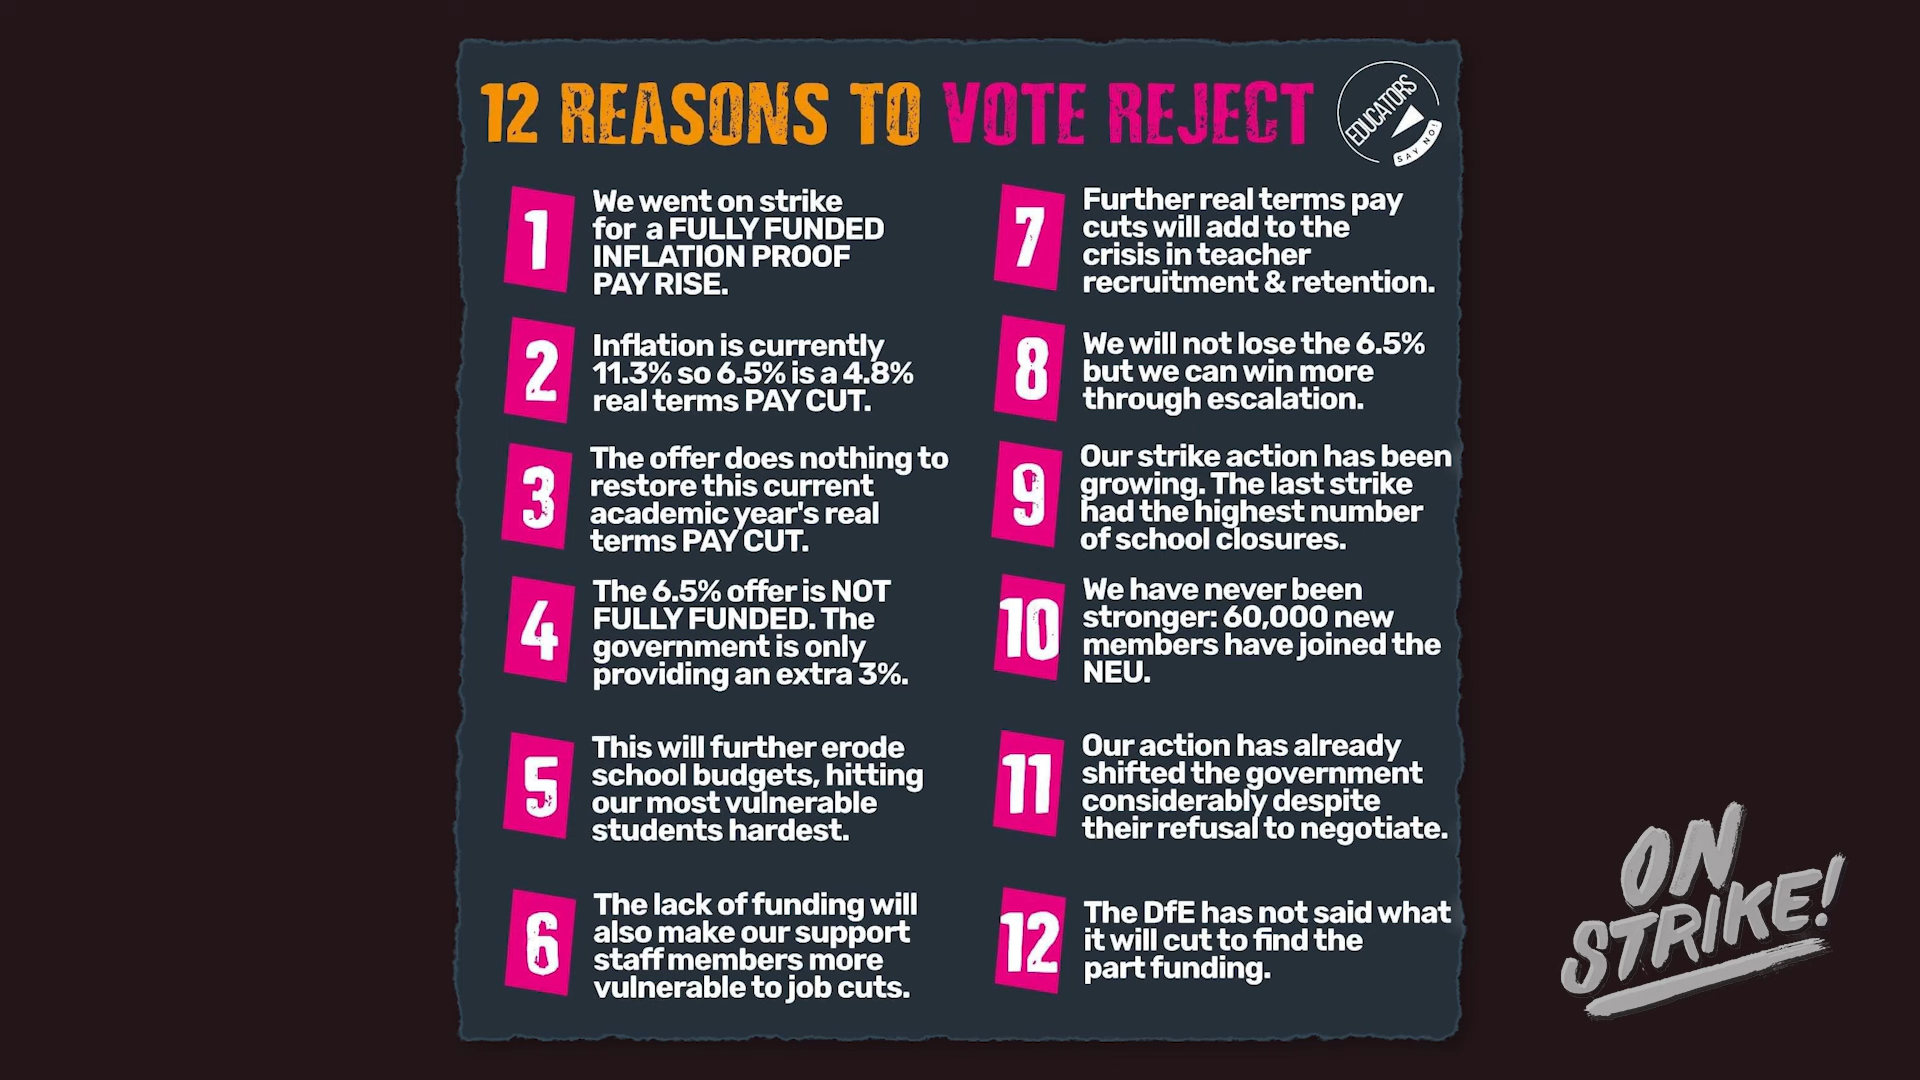 12 REASONS TO VOTE REJECT
EDUCATORS
SAY NO!
1
We went on strike
for a FULLY FUNDED
INFLATION PROOF
PAY RISE.
2
Inflation is currently
11.3% so 6.5% is a 4.8%
real terms PAY CUT.
3
The offer does nothing to
restore this current
academic year's real
terms PAY CUT.
4
The 6.5% offer is NOT
FULLY FUNDED. The
government is only
providing an extra 3%.
5
This will further erode
school budgets, hitting
our most vulnerable
students hardest.
6
The lack of funding will
also make our support
staff members more
vulnerable to job cuts.
7
Further real terms pay
cuts will add to the
crisis in teacher
recruitment & retention.
8
We will not lose the 6.5%
but we can win more
through escalation.
9
Our strike action has been
growing. The last strike
had the highest number
of school closures.
10
We have never been
stronger: 60,000 new
members have joined the
NEU.
11
Our action has already
shifted the government
considerably despite
their refusal to negotiate.
12
The DfE has not said what
it will cut to find the
part funding.
ON
STRIKE!